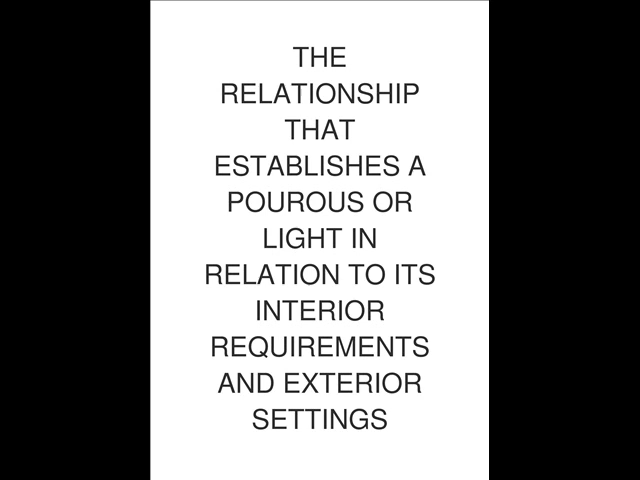 THE
RELATIONSHIP
THAT
ESTABLISHES A
POUROUS OR
LIGHT IN
RELATION TO ITS
INTERIOR
REQUIREMENTS
AND EXTERIOR
SETTINGS